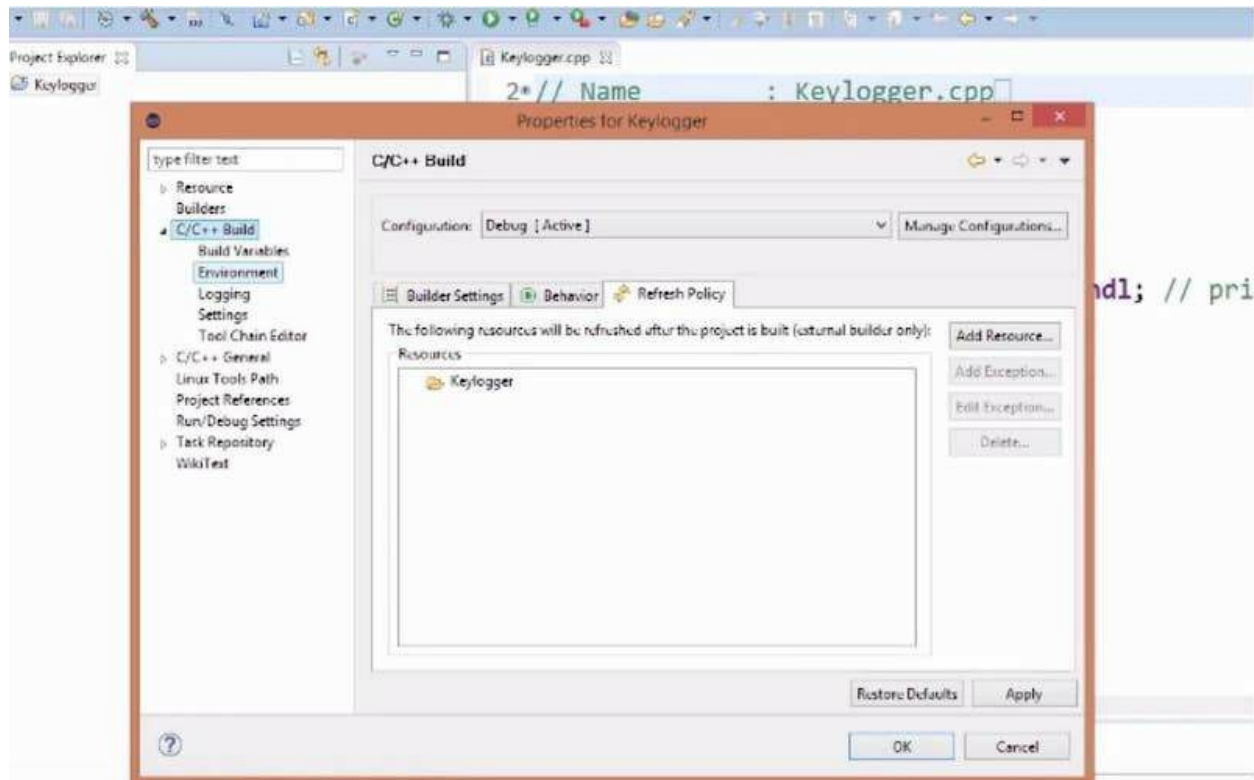 Project Explorer
Keylogger.cpp
Keylogger
2 // Name : Keylogger.cpp
Properties for Keylogger
type filter text
C/C++ Build
Resource
Builders
C/C++ Build
Build Variables
Environment
Logging
Settings
Tool Chain Editor
C/C++ General
Linux Tools Path
Project References
Run/Debug Settings
Task Repository
WikiText
Configuration: Debug [ Active ]
Manage Configurations...
Builder Settings
Behavior
Refresh Policy
ndl; // pri
The following resources will be refreshed after the project is built (external builder only):
Resources
Keylogger
Add Resource...
Add Exception...
Edit Exception...
Delete...
Restore Defaults
Apply
OK
Cancel